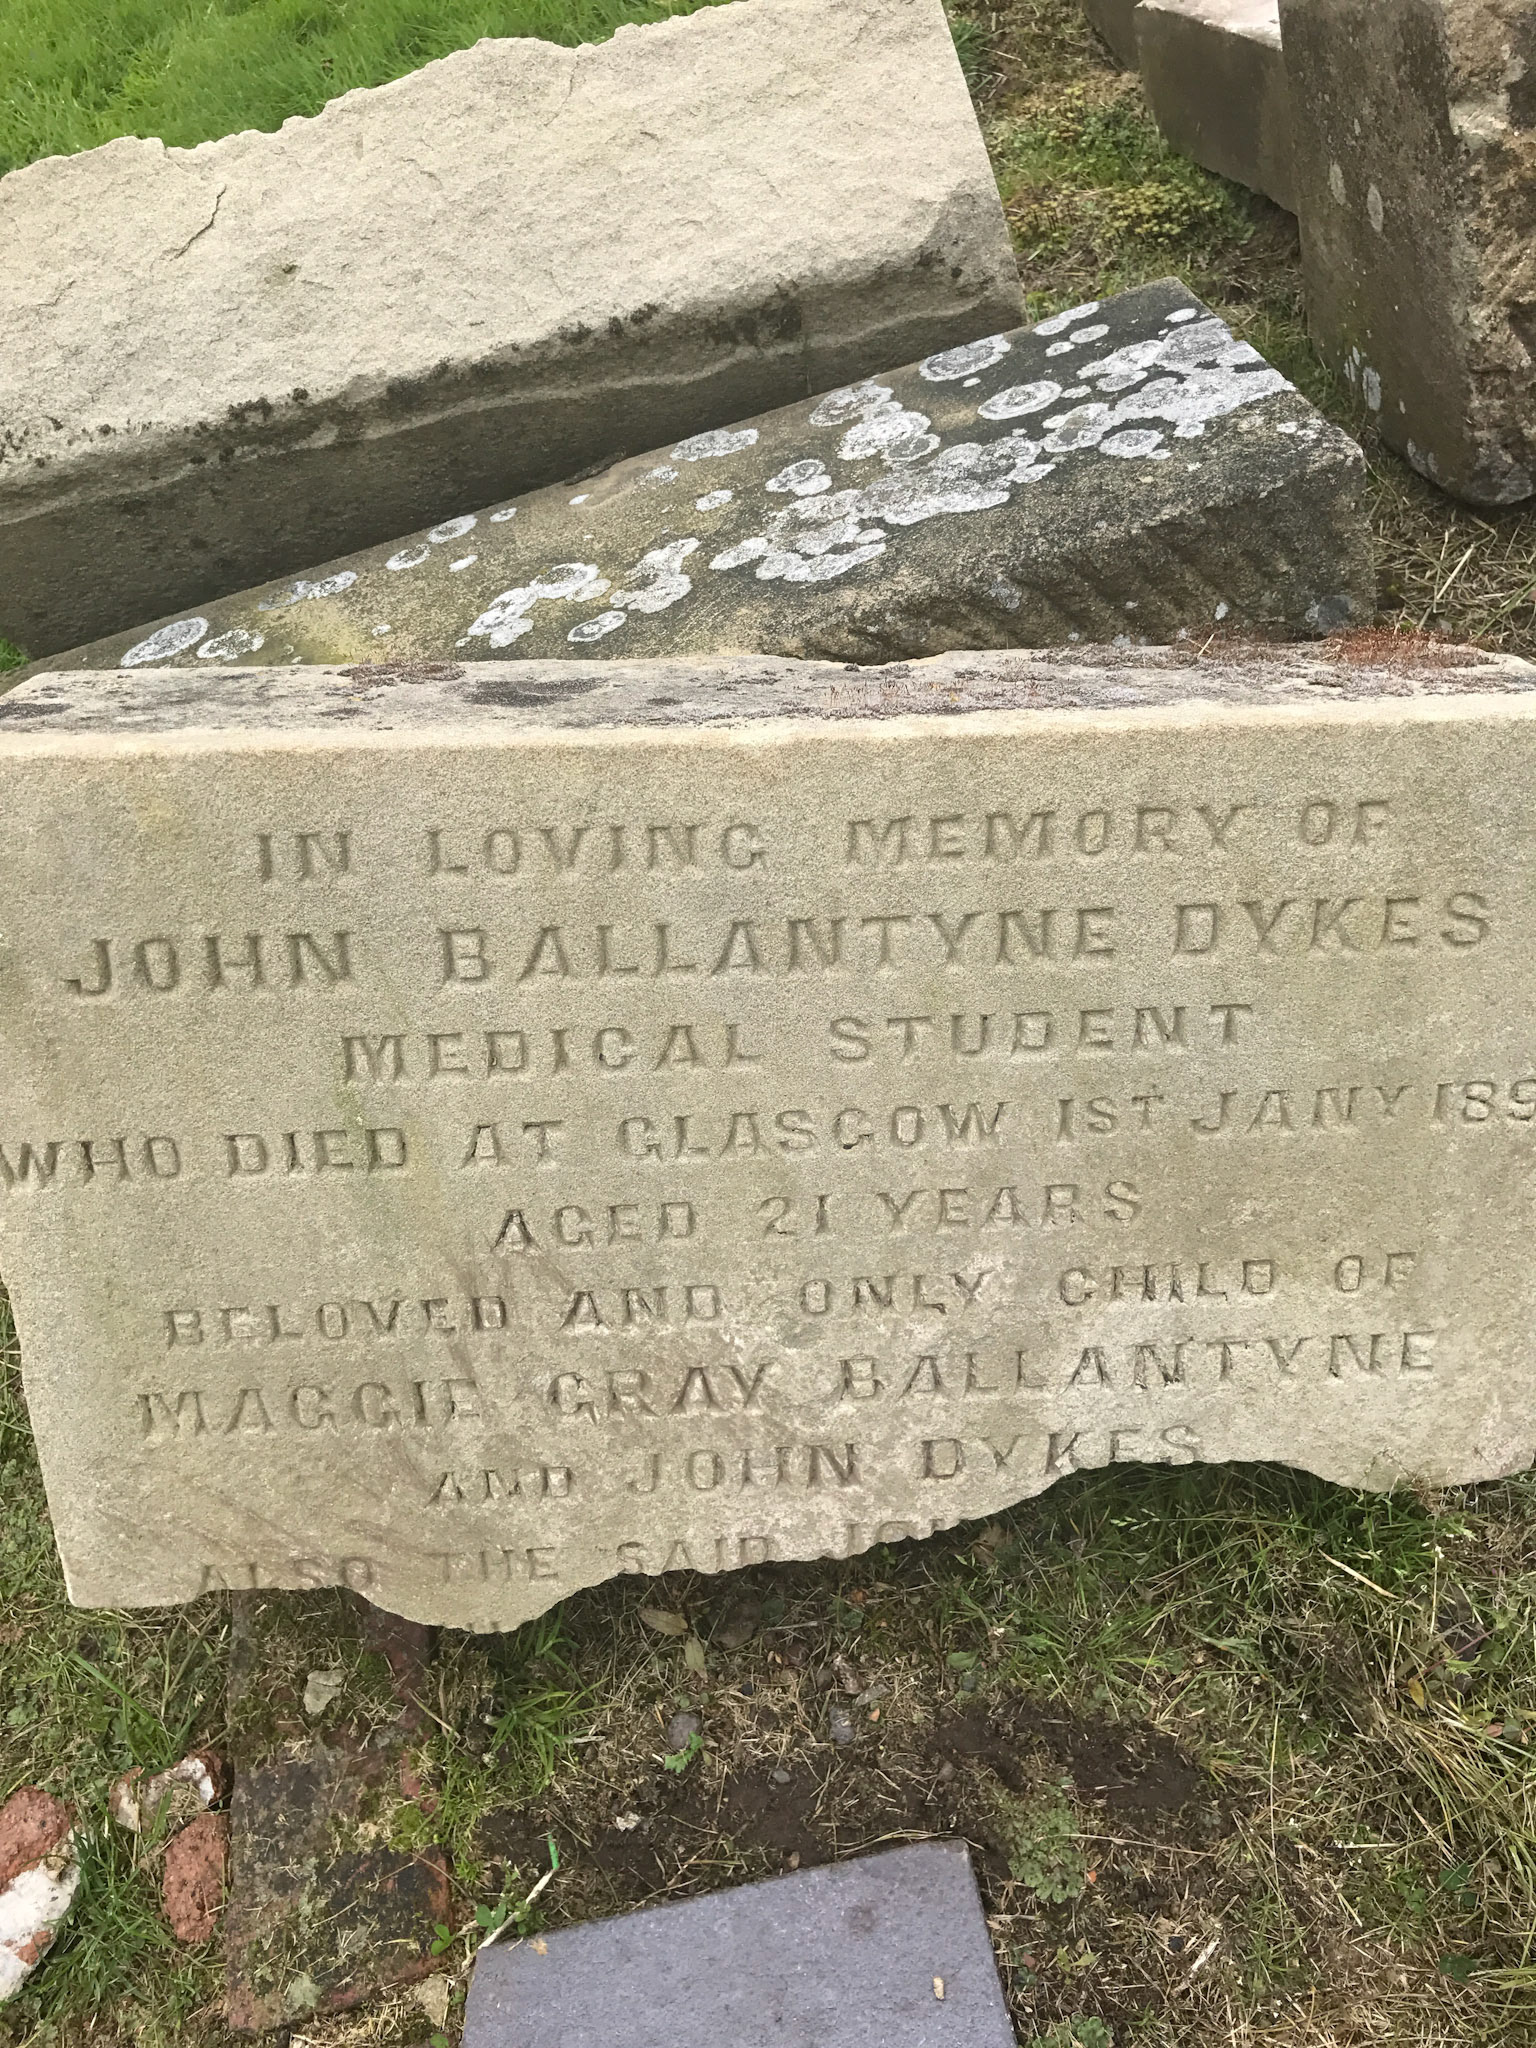 IN LOVING MEMORY OF
JOHN BALLANTYNE DYKES
MEDICAL STUDENT
WHO DIED AT GLASGOW 1ST JANY 189
AGED 21 YEARS
BELOVED AND ONLY CHILD OF
MAGGIE GRAY BALLANTYNE
AND JOHN DYKES
ALSO THE SAID